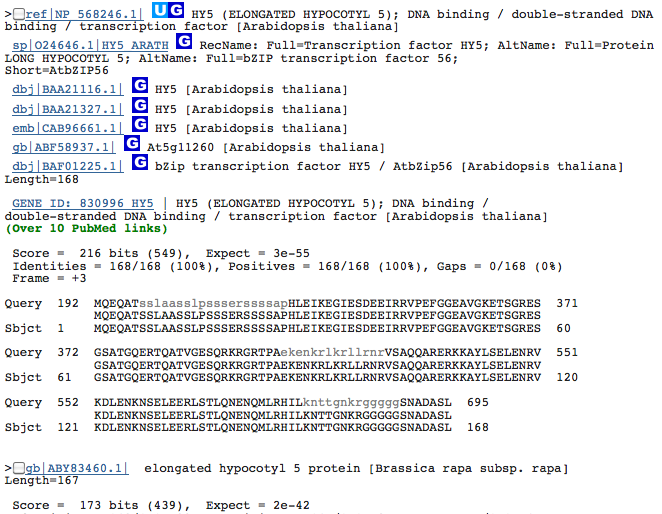 >ref|NP_568246.1| UG HY5 (ELONGATED HYPOCOTYL 5); DNA binding / double-stranded DNA
binding / transcription factor [Arabidopsis thaliana]
sp|O24646.1|HY5_ARATH G RecName: Full=Transcription factor HY5; AltName: Full=Protein
LONG HYPOCOTYL 5; AltName: Full=bZIP transcription factor 56;
Short=AtbZIP56
dbj|BAA21116.1| G HY5 [Arabidopsis thaliana]
dbj|BAA21327.1| G HY5 [Arabidopsis thaliana]
emb|CAB96661.1| G HY5 [Arabidopsis thaliana]
gb|ABF58937.1| G At5g11260 [Arabidopsis thaliana]
dbj|BAF01225.1| G bZip transcription factor HY5 / AtbZip56 [Arabidopsis thaliana]
Length=168
GENE ID: 830996 HY5 | HY5 (ELONGATED HYPOCOTYL 5); DNA binding /
double-stranded DNA binding / transcription factor [Arabidopsis thaliana]
(Over 10 PubMed links)
Score = 216 bits (549), Expect = 3e-55
Identities = 168/168 (100%), Positives = 168/168 (100%), Gaps = 0/168 (0%)
Frame = +3
Query 192 MQEQATsslaasslpssserssssapHLEIKEGIESDEEIRRVPEFGGEAVGKETSGRES 371
MQEQATSSLAASSLPSSSERSSSSAPHLEIKEGIESDEEIRRVPEFGGEAVGKETSGRES
Sbjct 1 MQEQATSSLAASSLPSSSERSSSSAPHLEIKEGIESDEEIRRVPEFGGEAVGKETSGRES 60
Query 372 GSATGQERTQATVGESQRKRGRTPAekenkrlkrllrnrVSAQQARERKKAYLSELENRV 551
GSATGQERTQATVGESQRKRGRTPAEKENKRLKRLLRNRVSAQQARERKKAYLSELENRV
Sbjct 61 GSATGQERTQATVGESQRKRGRTPAEKENKRLKRLLRNRVSAQQARERKKAYLSELENRV 120
Query 552 KDLENKNSELEERLSTLQNENQMLRHILknttgnkrggggGSNADASL 695
KDLENKNSELEERLSTLQNENQMLRHILKNTTGNKRGGGGGSNADASL
Sbjct 121 KDLENKNSELEERLSTLQNENQMLRHILKNTTGNKRGGGGGSNADASL 168
>gb|ABY83460.1| elongated hypocotyl 5 protein [Brassica rapa subsp. rapa]
Length=167
Score = 173 bits (439), Expect = 2e-42